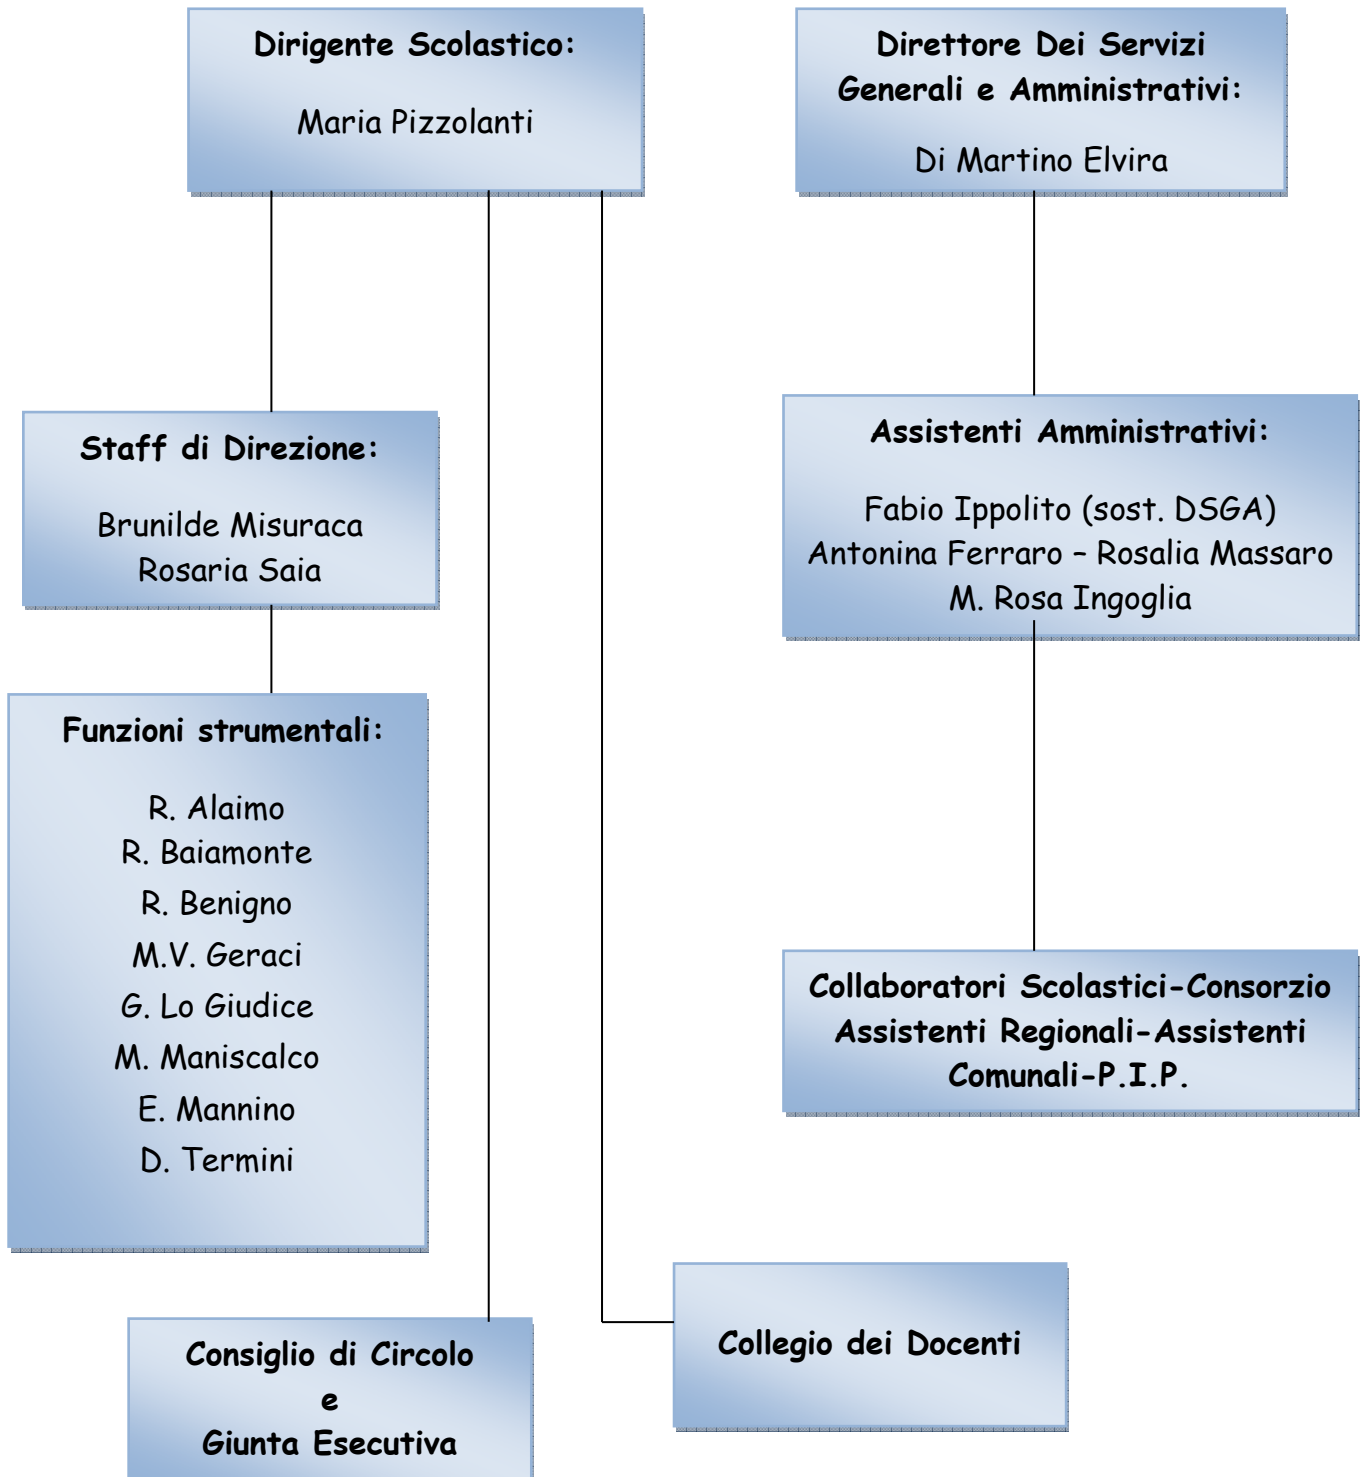 Dirigente Scolastico:
Maria Pizzolanti
Direttore Dei Servizi
Generali e Amministrativi:
Di Martino Elvira
Staff di Direzione:
Brunilde Misuraca
Rosaria Saia
Assistenti Amministrativi:
Fabio Ippolito (sost. DSGA)
Antonina Ferraro – Rosalia Massaro
M. Rosa Ingoglia
Funzioni strumentali:
R. Alaimo
R. Baiamonte
R. Benigno
M.V. Geraci
G. Lo Giudice
M. Maniscalco
E. Mannino
D. Termini
Collaboratori Scolastici-Consorzio
Assistenti Regionali-Assistenti
Comunali-P.I.P.
Consiglio di Circolo
e
Giunta Esecutiva
Collegio dei Docenti